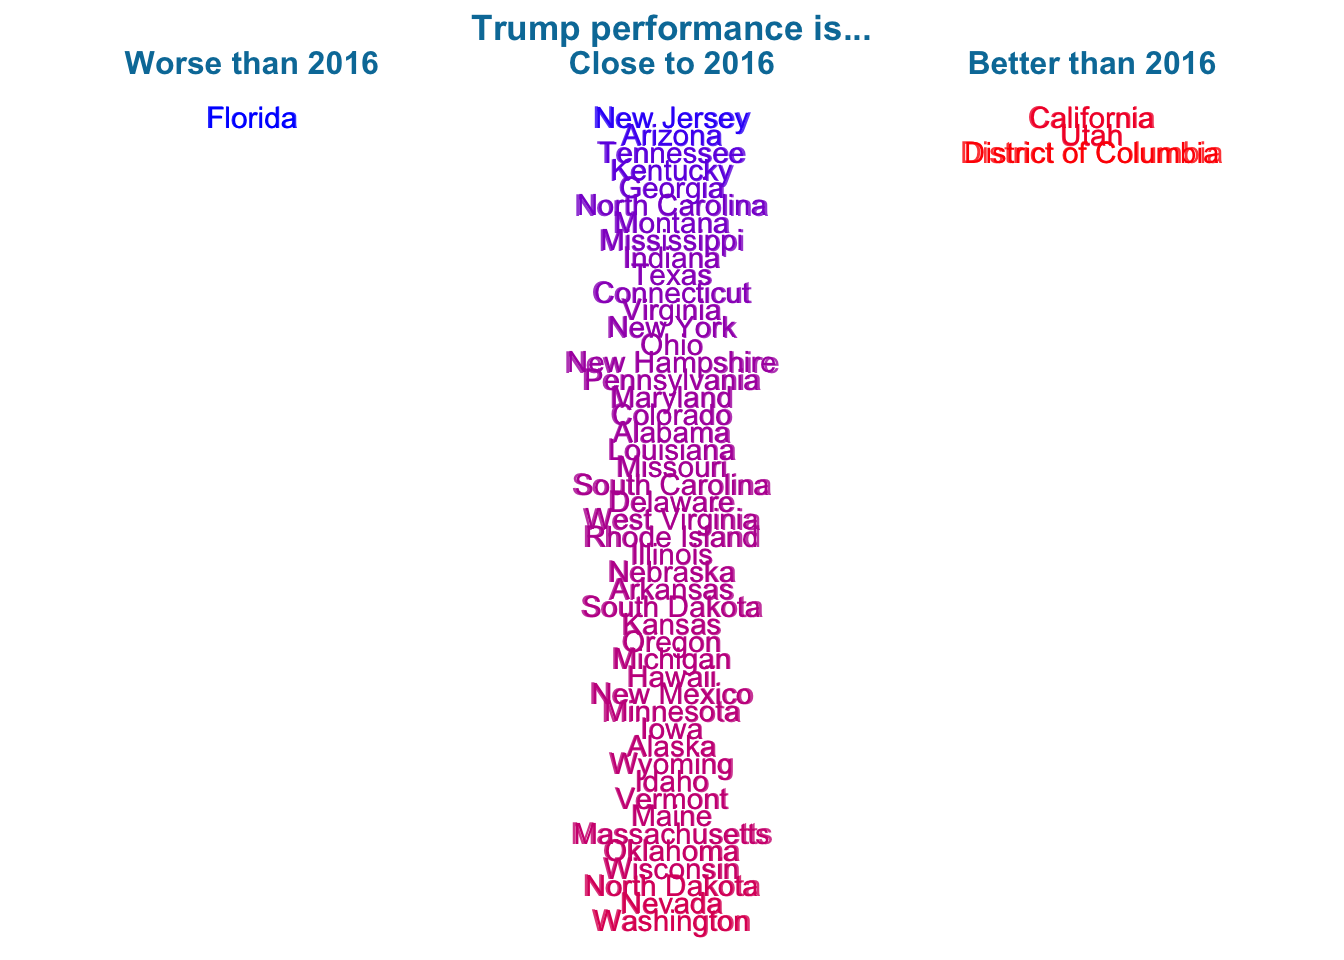 Trump performance is...
Worse than 2016
Close to 2016
Better than 2016
Florida
New Jersey
Arizona
Tennessee
Kentucky
Georgia
North Carolina
Montana
Mississippi
Indiana
Texas
Connecticut
Virginia
New York
Ohio
New Hampshire
Pennsylvania
Maryland
Colorado
Alabama
Louisiana
Missouri
South Carolina
Delaware
West Virginia
Rhode Island
Illinois
Nebraska
Arkansas
South Dakota
Kansas
Oregon
Michigan
Hawaii
New Mexico
Minnesota
Iowa
Alaska
Wyoming
Idaho
Vermont
Maine
Massachusetts
Oklahoma
Wisconsin
North Dakota
Nevada
Washington
California
Utah
District of Columbia